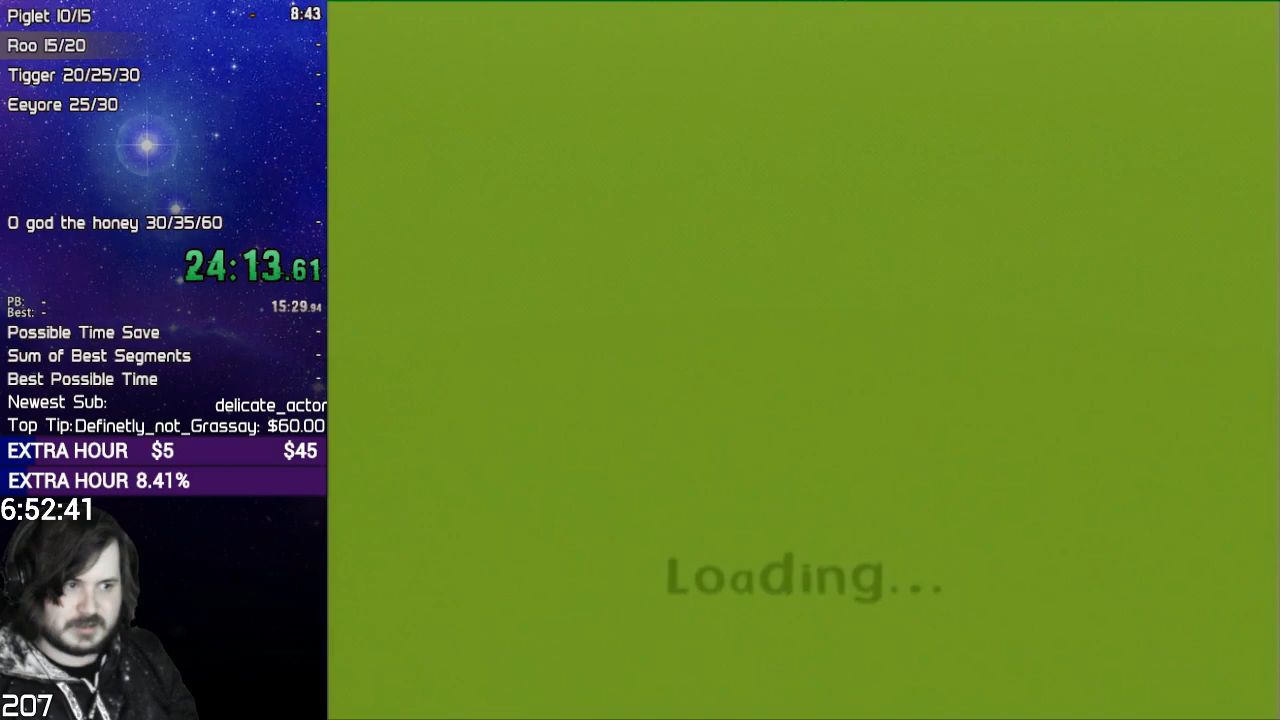 Piglet 10/15 - 8:43
Roo 15/20 -
Tigger 20/25/30 -
Eeyore 25/30 -
O god the honey 30/35/60 -
24:13.61
PB: - 15:29.94
Best: -
Possible Time Save -
Sum of Best Segments -
Best Possible Time -
Newest Sub: delicate_actor
Top Tip: Definetly_not_Grassay: $60.00
EXTRA HOUR $5 $45
EXTRA HOUR 8.41%
6:52:41
Loading...
207